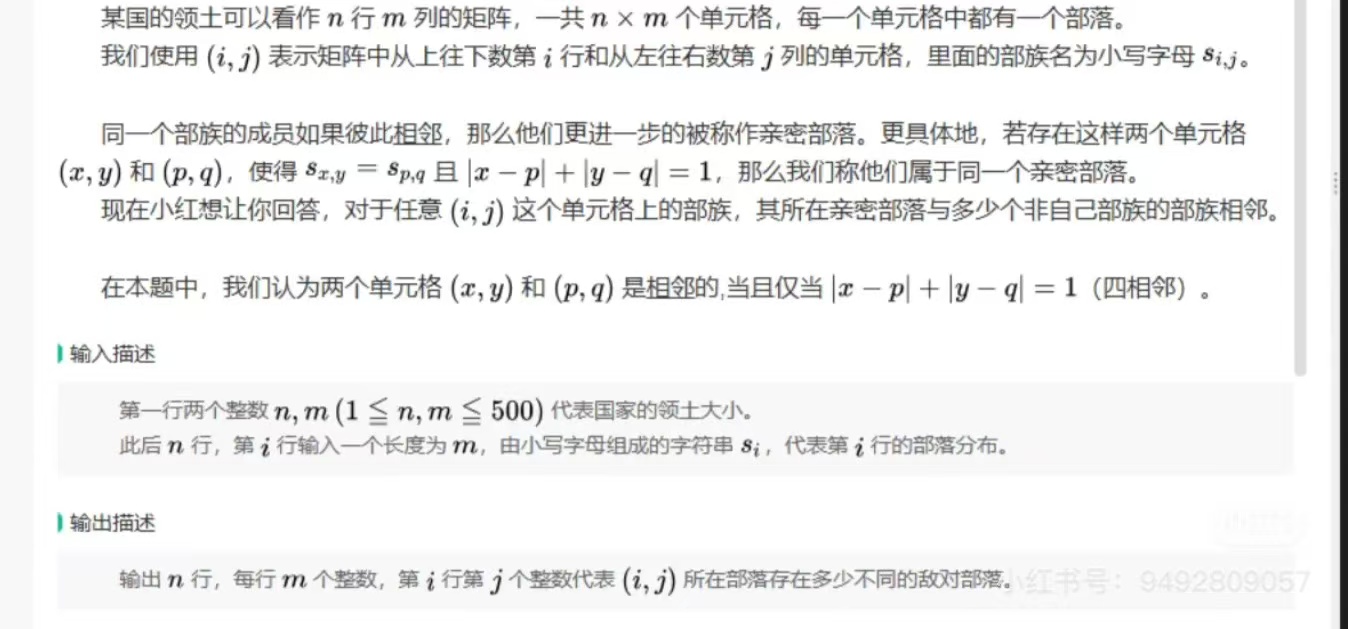 某国的领土可以看作 n 行 m 列的矩阵，一共 n × m 个单元格，每一个单元格中都有一个部落。
我们使用 (i, j) 表示矩阵中从上往下数第 i 行和从左往右数第 j 列的单元格，里面的部族名为小写字母 s_{i,j}。
同一个部族的成员如果彼此相邻，那么他们更进一步的被称作亲密部落。更具体地，若存在这样两个单元格
(x, y) 和 (p, q)，使得 s_{x,y} = s_{p,q} 且 |x − p| + |y − q| = 1，那么我们称他们属于同一个亲密部落。
现在小红想让你回答，对于任意 (i, j) 这个单元格上的部族，其所在亲密部落与多少个非自己部族的部族相邻。
在本题中，我们认为两个单元格 (x, y) 和 (p, q) 是相邻的,当且仅当 |x − p| + |y − q| = 1（四相邻）。
输入描述
第一行两个整数 n, m (1 ≦ n, m ≦ 500) 代表国家的领土大小。
此后 n 行，第 i 行输入一个长度为 m，由小写字母组成的字符串 s_i，代表第 i 行的部落分布。
输出描述
输出 n 行，每行 m 个整数，第 i 行第 j 个整数代表 (i, j) 所在部落存在多少不同的敌对部落。
小红书号：9492809057